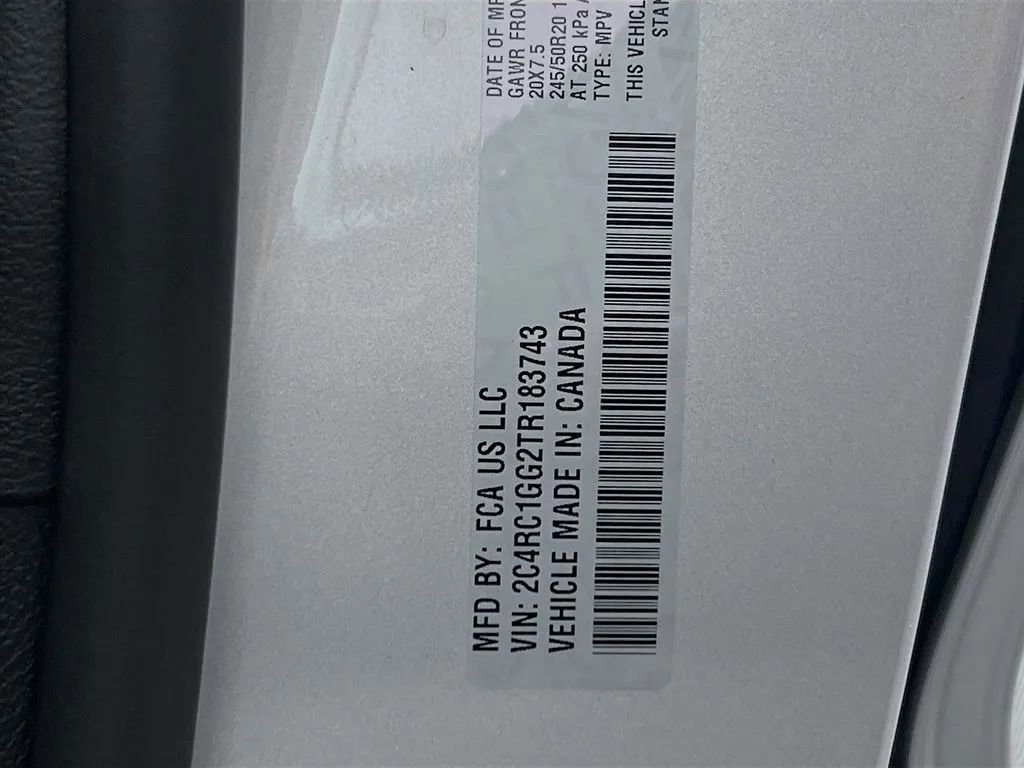 MFD BY: FCA US LLC
VIN: 2C4RC1GG2TR183743
VEHICLE MADE IN: CANADA
DATE OF
GAWR FRON
20X7.5
245/50R20 1
AT 250 kPa
TYPE: MPV
THIS VEHICL
STAN